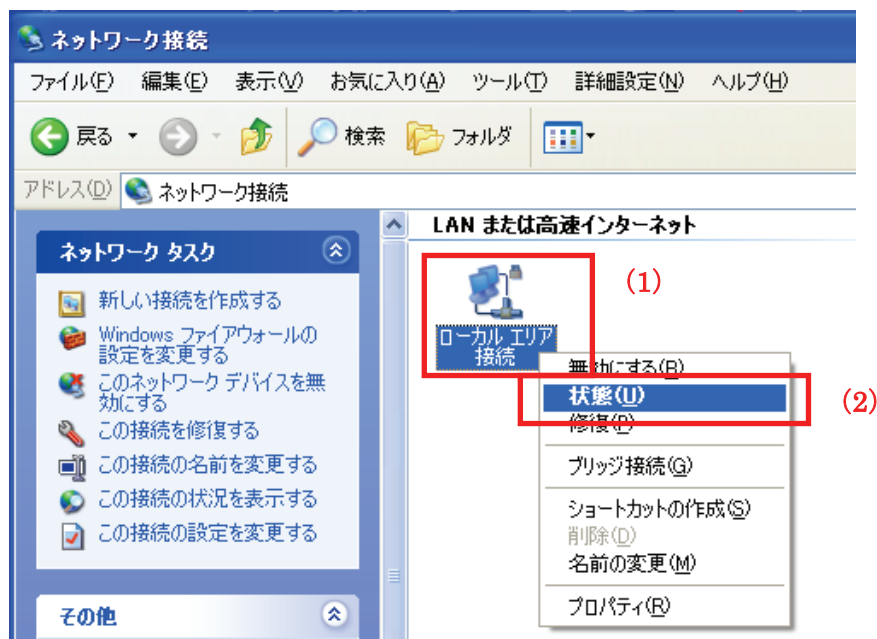 ネットワーク接続
ファイル(F) 編集(E) 表示(V) お気に入り(A) ツール(T) 詳細設定(N) ヘルプ(H)
戻る 検索 フォルダ
アドレス(D) ネットワーク接続
ネットワーク タスク
新しい接続を作成する
Windows ファイアウォールの
設定を変更する
このネットワーク デバイスを無
効にする
この接続を修復する
この接続の名前を変更する
この接続の状況を表示する
この接続の設定を変更する
その他
LAN または高速インターネット
(1)
ローカル エリア
接続
無効にする(B)
状態(U)
(2)
修復(P)
ブリッジ接続(G)
ショートカットの作成(S)
削除(D)
名前の変更(M)
プロパティ(R)